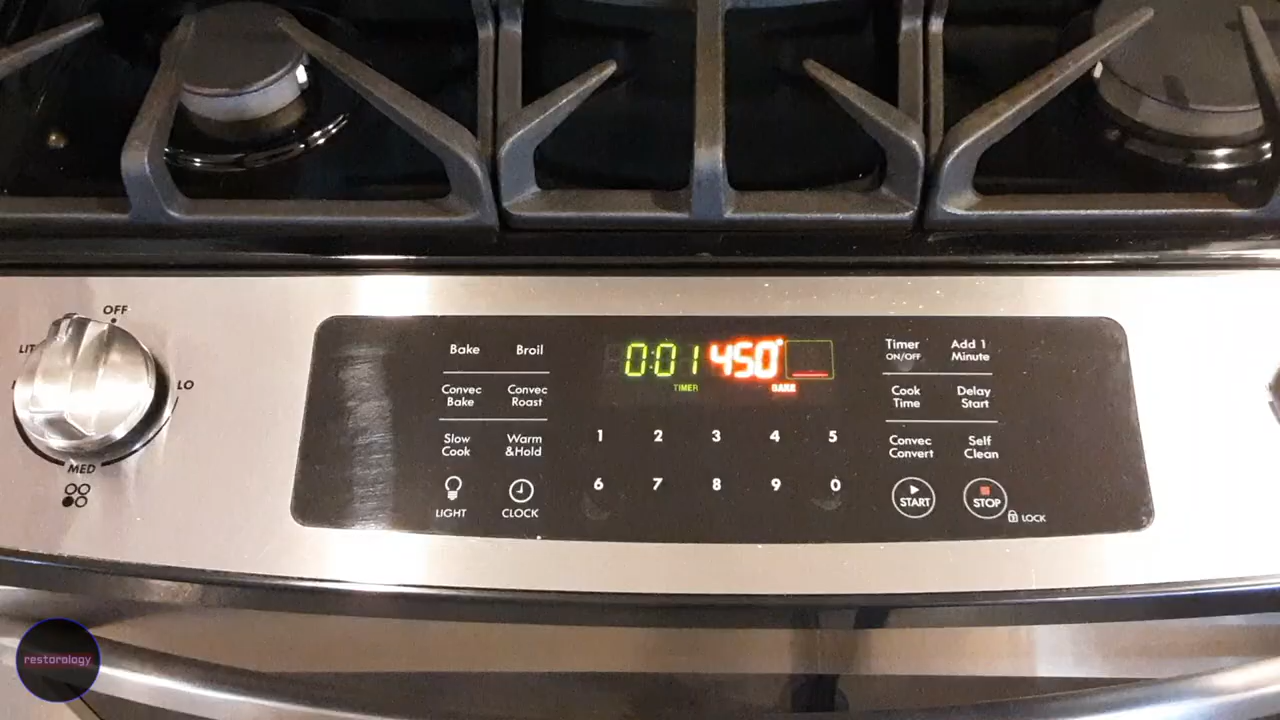 OFF
LO
MED
Bake
Broil
Convec Bake
Convec Roast
Slow Cook
Warm &Hold
LIGHT
CLOCK
0:01 450°
TIMER
BAKE
1 2 3 4 5
6 7 8 9 0
Timer
ON/OFF
Add 1 Minute
Cook Time
Delay Start
Convec Convert
Self Clean
START
STOP
LOCK
restorology